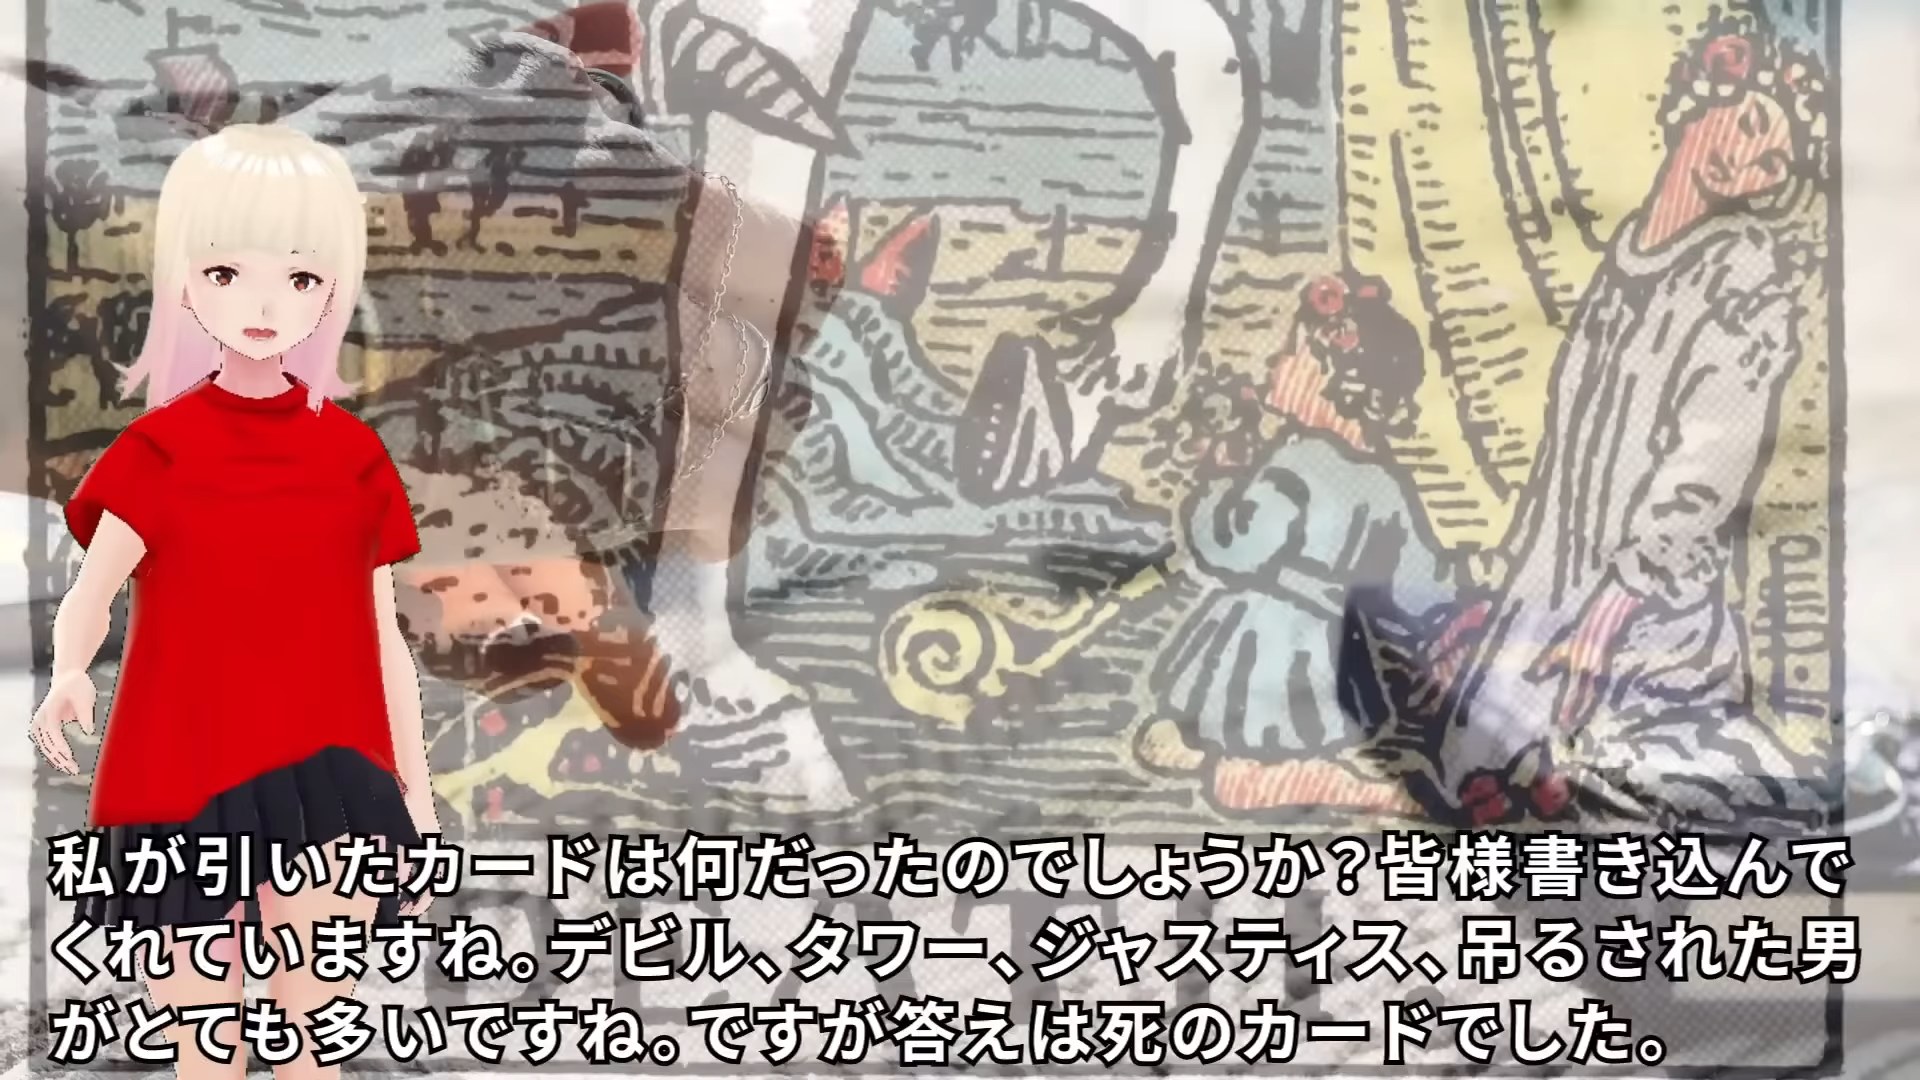 私が引いたカードは何だったのでしょうか？皆様書き込んで
くれていますね。デビル、タワー、ジャスティス、吊るされた男
がとても多いですね。ですが答えは死のカードでした。
DEATH.